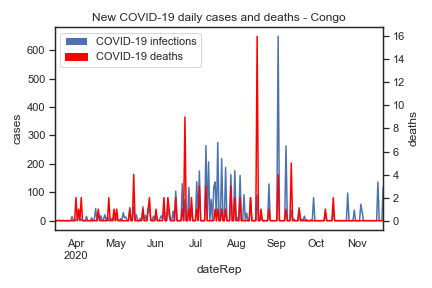 New COVID-19 daily cases and deaths - Congo
COVID-19 infections
COVID-19 deaths
600
500
400
300
200
100
0
cases
16
14
12
10
8
6
4
2
0
deaths
Apr May Jun Jul Aug Sep Oct Nov
2020
dateRep